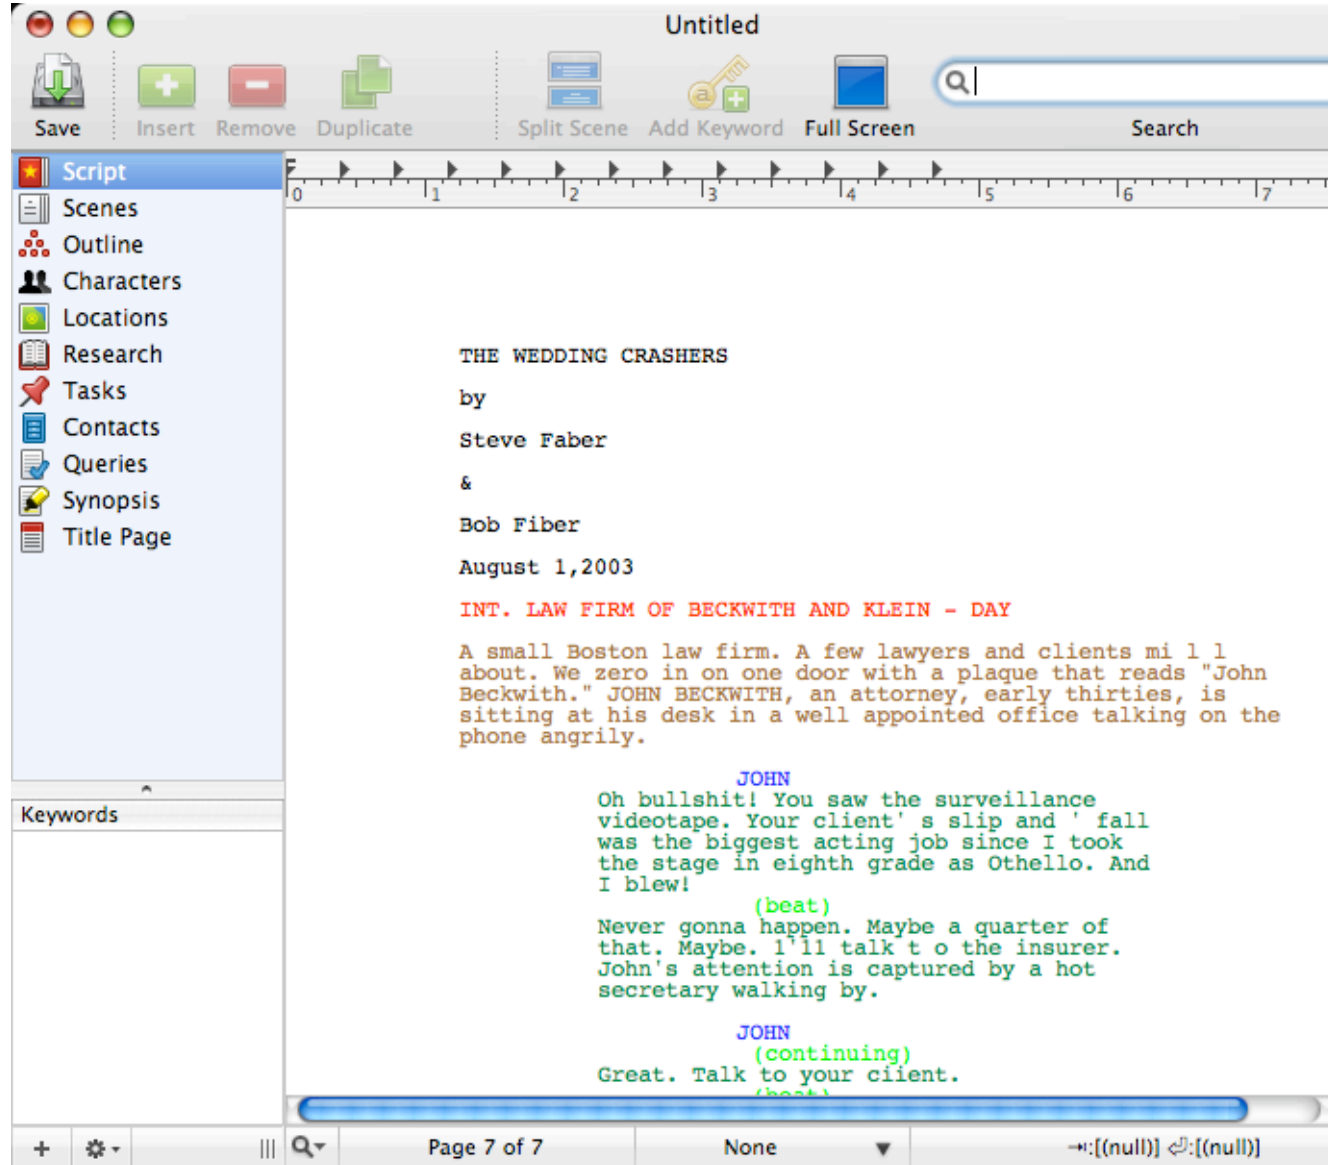 Untitled
Save
Insert
Remove
Duplicate
Split Scene
Add Keyword
Full Screen
Search
Script
Scenes
Outline
Characters
Locations
Research
Tasks
Contacts
Queries
Synopsis
Title Page
Keywords
0 1 2 3 4 5 6 7
THE WEDDING CRASHERS
by
Steve Faber
&
Bob Fiber
August 1,2003
INT. LAW FIRM OF BECKWITH AND KLEIN - DAY
A small Boston law firm. A few lawyers and clients mi l l
about. We zero in on one door with a plaque that reads "John
Beckwith." JOHN BECKWITH, an attorney, early thirties, is
sitting at his desk in a well appointed office talking on the
phone angrily.
JOHN
Oh bullshit! You saw the surveillance
videotape. Your client' s slip and ' fall
was the biggest acting job since I took
the stage in eighth grade as Othello. And
I blew!
(beat)
Never gonna happen. Maybe a quarter of
that. Maybe. 1'11 talk t o the insurer.
John's attention is captured by a hot
secretary walking by.
JOHN
(continuing)
Great. Talk to your ciient.
(beat)
Page 7 of 7
None
⇥:[(null)] ⏎:[(null)]